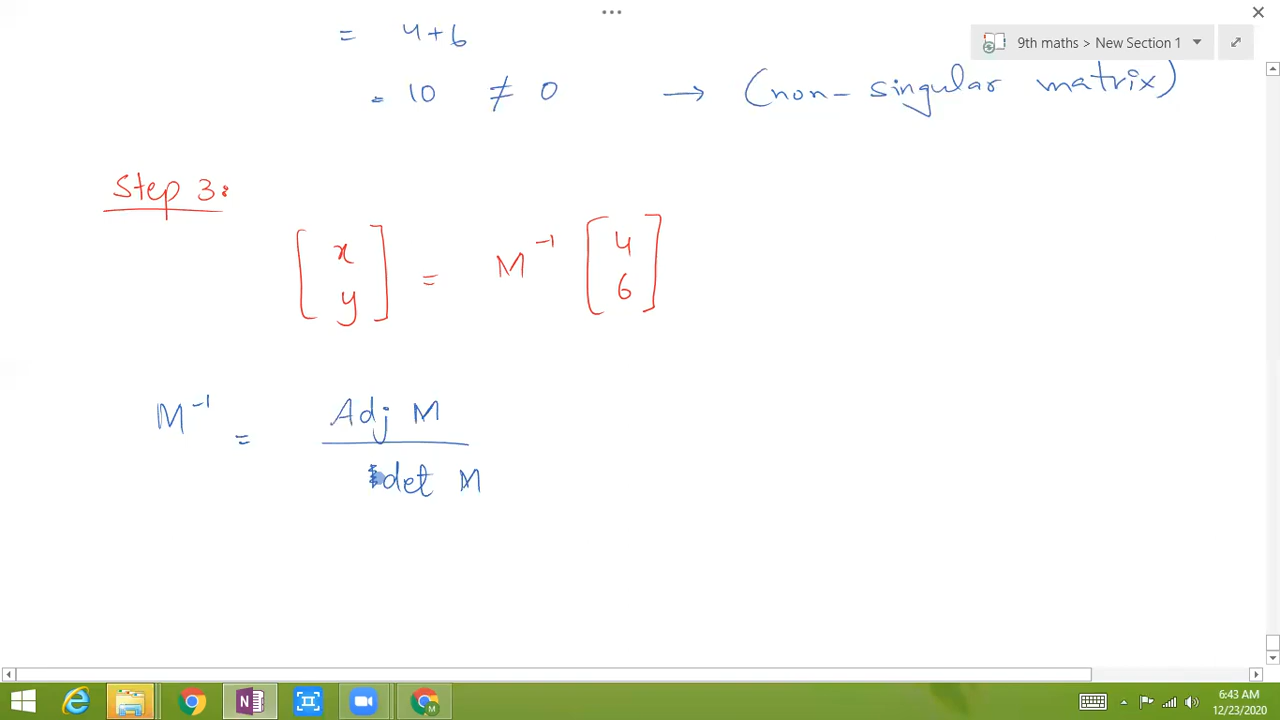 = 4+6
9th maths > New Section 1
= 10 ≠ 0 → (non-singular matrix)
Step 3:
[x y] = M⁻¹ [4 6]
M⁻¹ = Adj M
det M
6:43 AM
12/23/2020